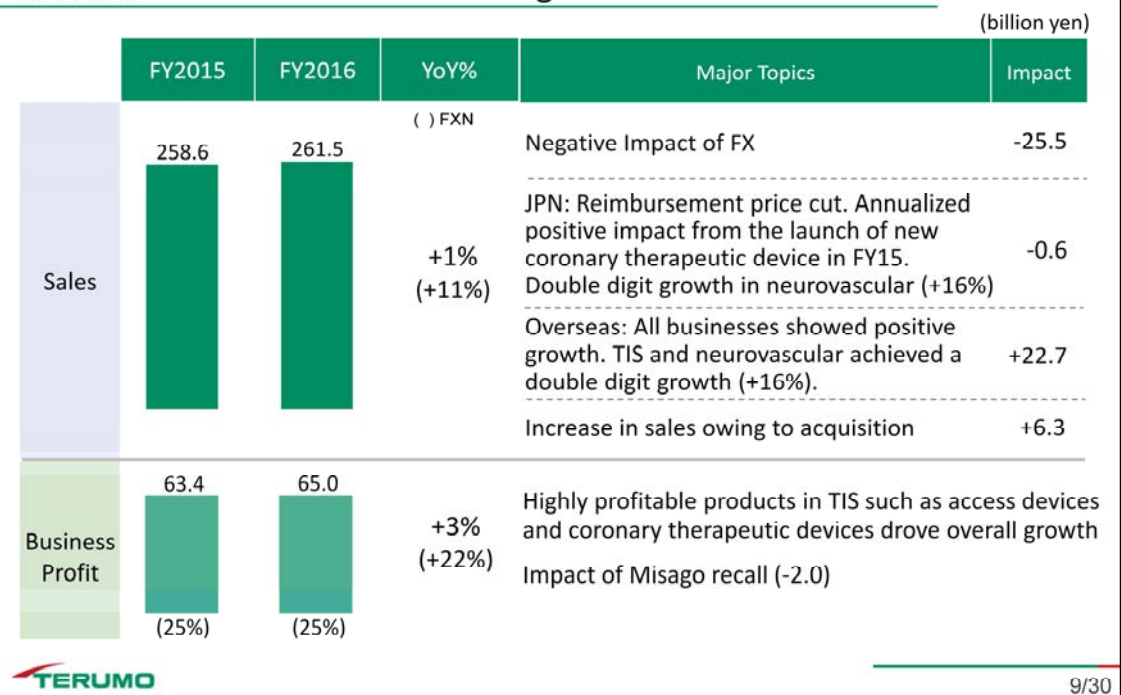 (billion yen)
FY2015 FY2016 YoY% Major Topics Impact
( ) FXN
258.6 261.5
Sales
+1%
(+11%)
Negative Impact of FX -25.5
JPN: Reimbursement price cut. Annualized
positive impact from the launch of new
coronary therapeutic device in FY15.
Double digit growth in neurovascular (+16%)
-0.6
Overseas: All businesses showed positive
growth. TIS and neurovascular achieved a
double digit growth (+16%).
+22.7
Increase in sales owing to acquisition +6.3
Business
Profit
63.4 65.0
(25%) (25%)
+3%
(+22%)
Highly profitable products in TIS such as access devices
and coronary therapeutic devices drove overall growth
Impact of Misago recall (-2.0)
TERUMO
9/30